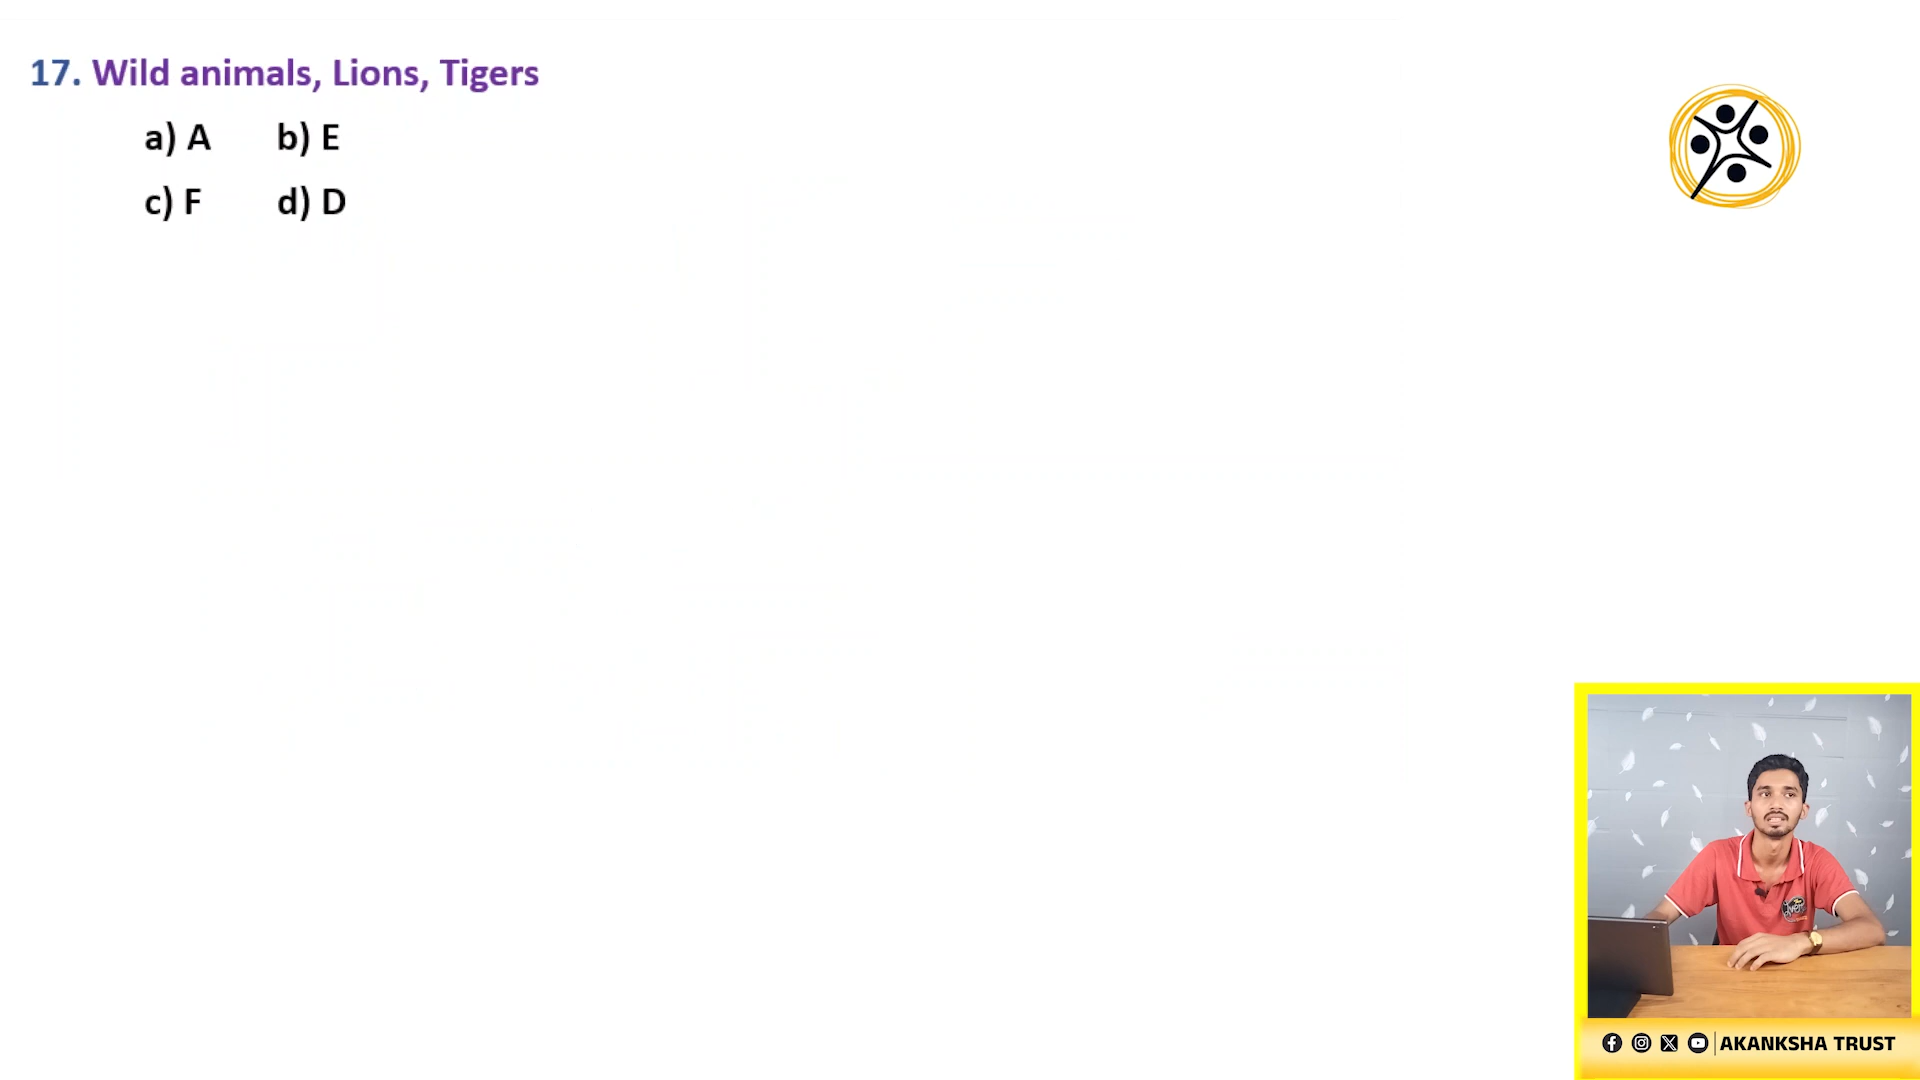 17. Wild animals, Lions, Tigers
a) A b) E
c) F d) D
AKANKSHA TRUST